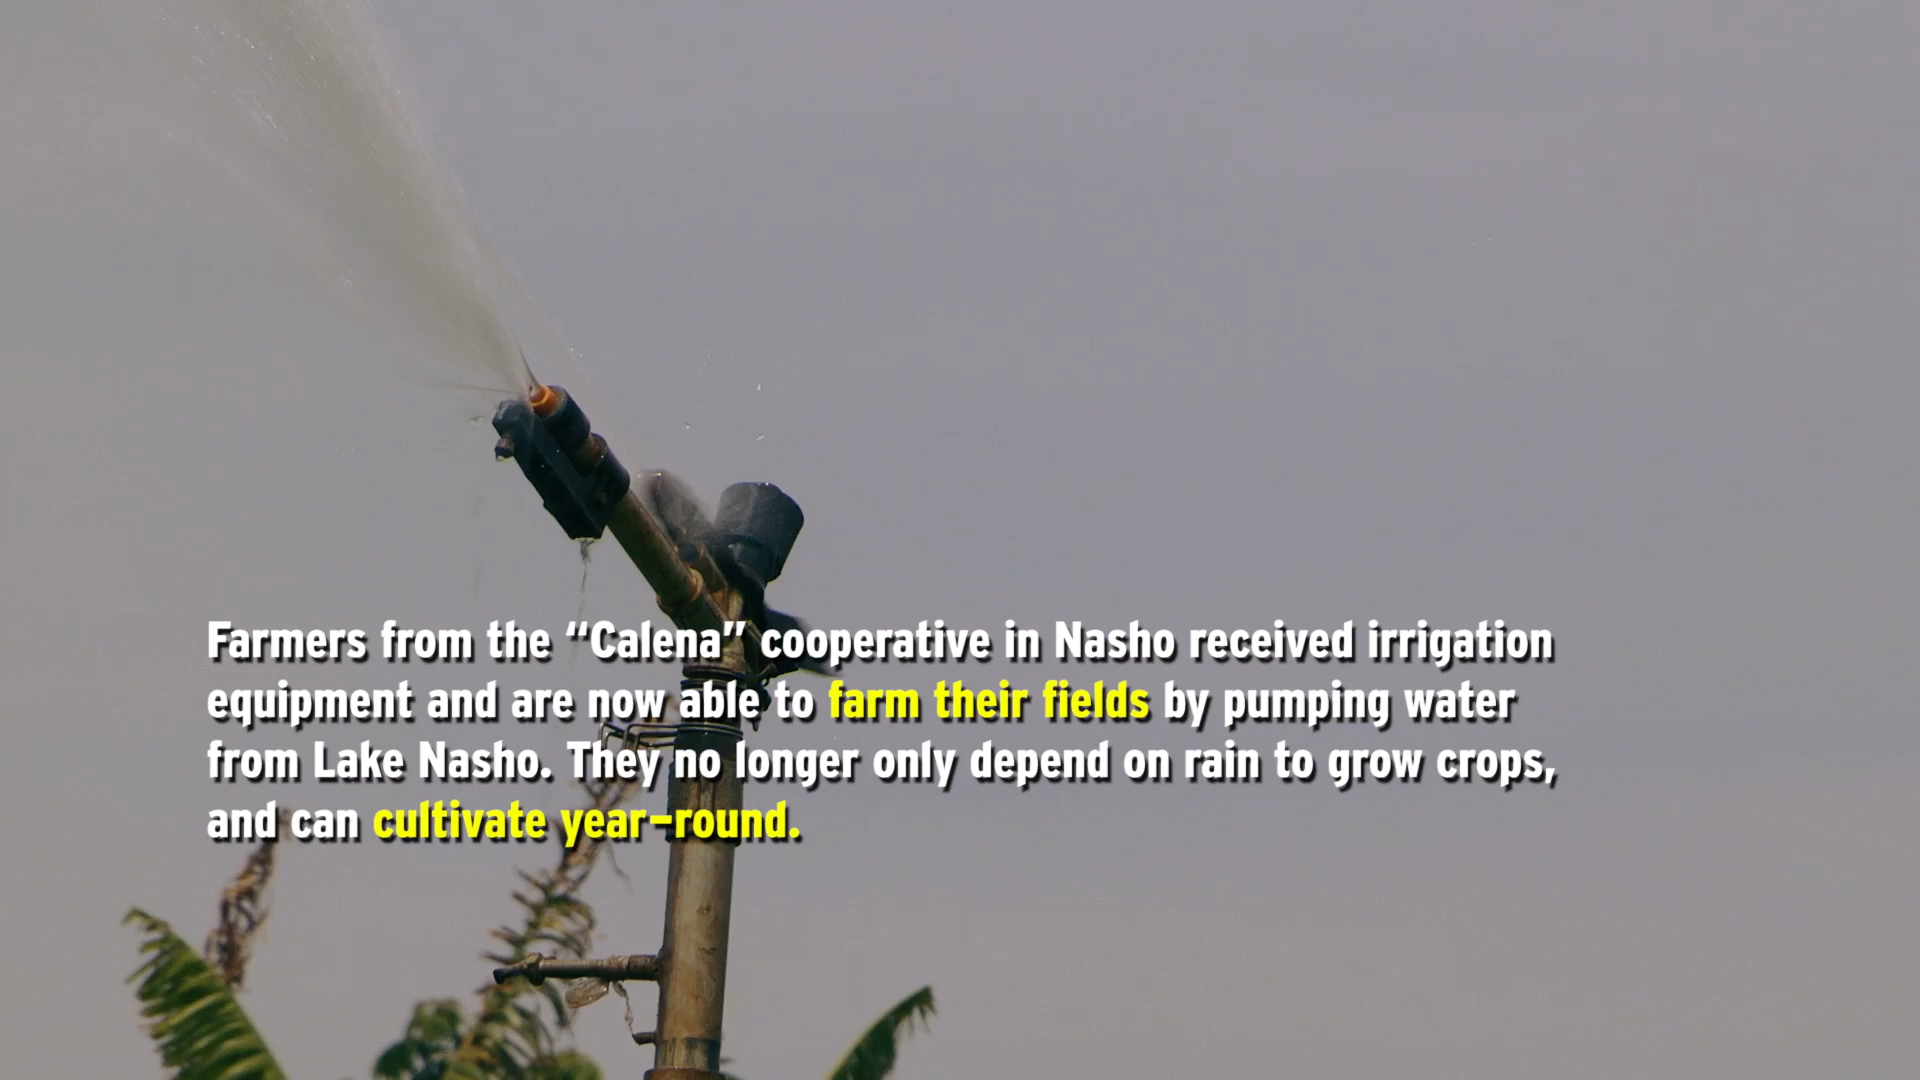 Farmers from the “Calena” cooperative in Nasho received irrigation
equipment and are now able to farm their fields by pumping water
from Lake Nasho. They no longer only depend on rain to grow crops,
and can cultivate year–round.